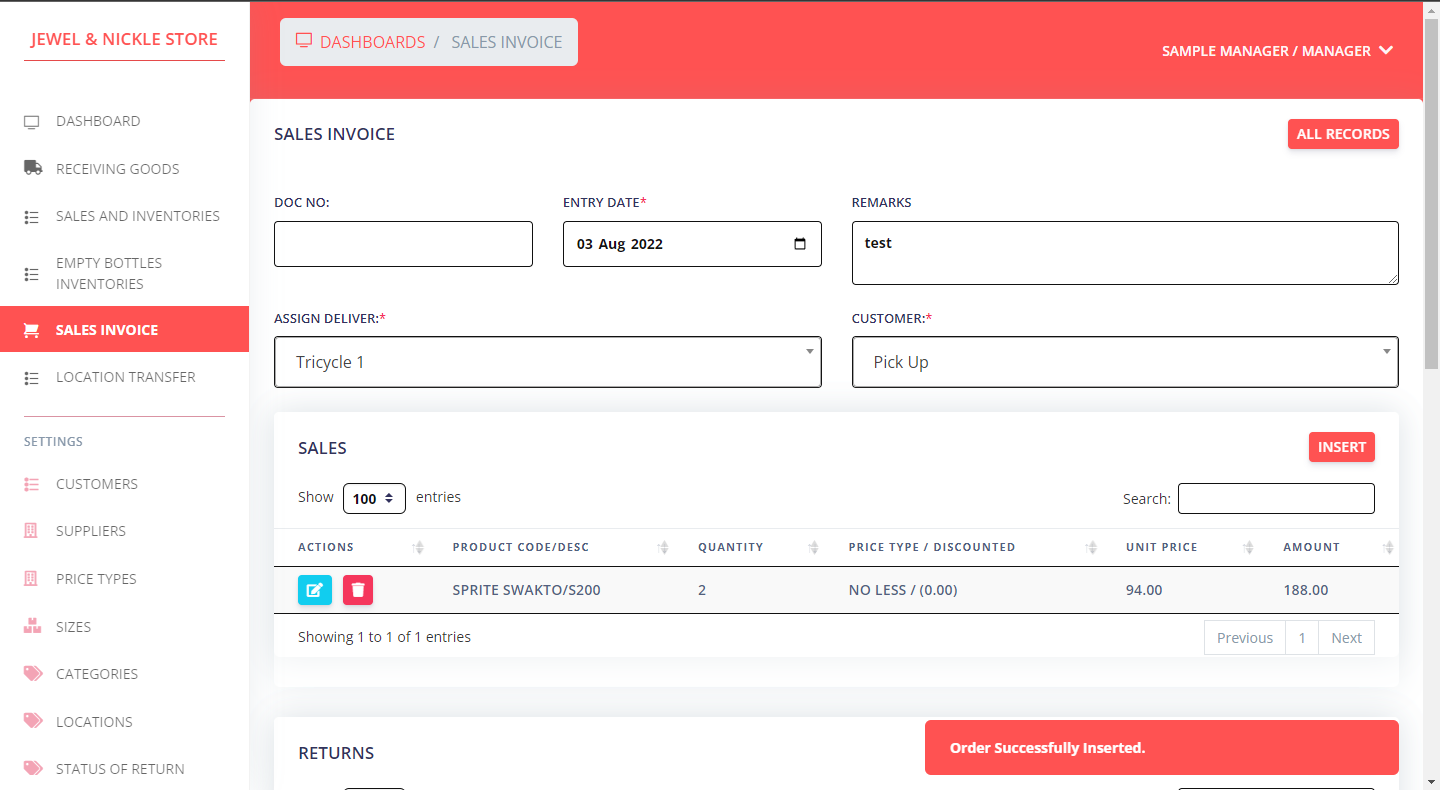 JEWEL & NICKLE STORE
DASHBOARD
RECEIVING GOODS
SALES AND INVENTORIES
EMPTY BOTTLES
INVENTORIES
SALES INVOICE
LOCATION TRANSFER
SETTINGS
CUSTOMERS
SUPPLIERS
PRICE TYPES
SIZES
CATEGORIES
LOCATIONS
STATUS OF RETURN
DASHBOARDS / SALES INVOICE
SAMPLE MANAGER / MANAGER
SALES INVOICE
ALL RECORDS
DOC NO: ENTRY DATE* REMARKS
03 Aug 2022 test
ASSIGN DELIVER:* CUSTOMER:*
Tricycle 1 Pick Up
SALES INSERT
Show 100 entries Search:
ACTIONS PRODUCT CODE/DESC QUANTITY PRICE TYPE / DISCOUNTED UNIT PRICE AMOUNT
SPRITE SWAKTO/S200 2 NO LESS / (0.00) 94.00 188.00
Showing 1 to 1 of 1 entries Previous 1 Next
RETURNS
Order Successfully Inserted.